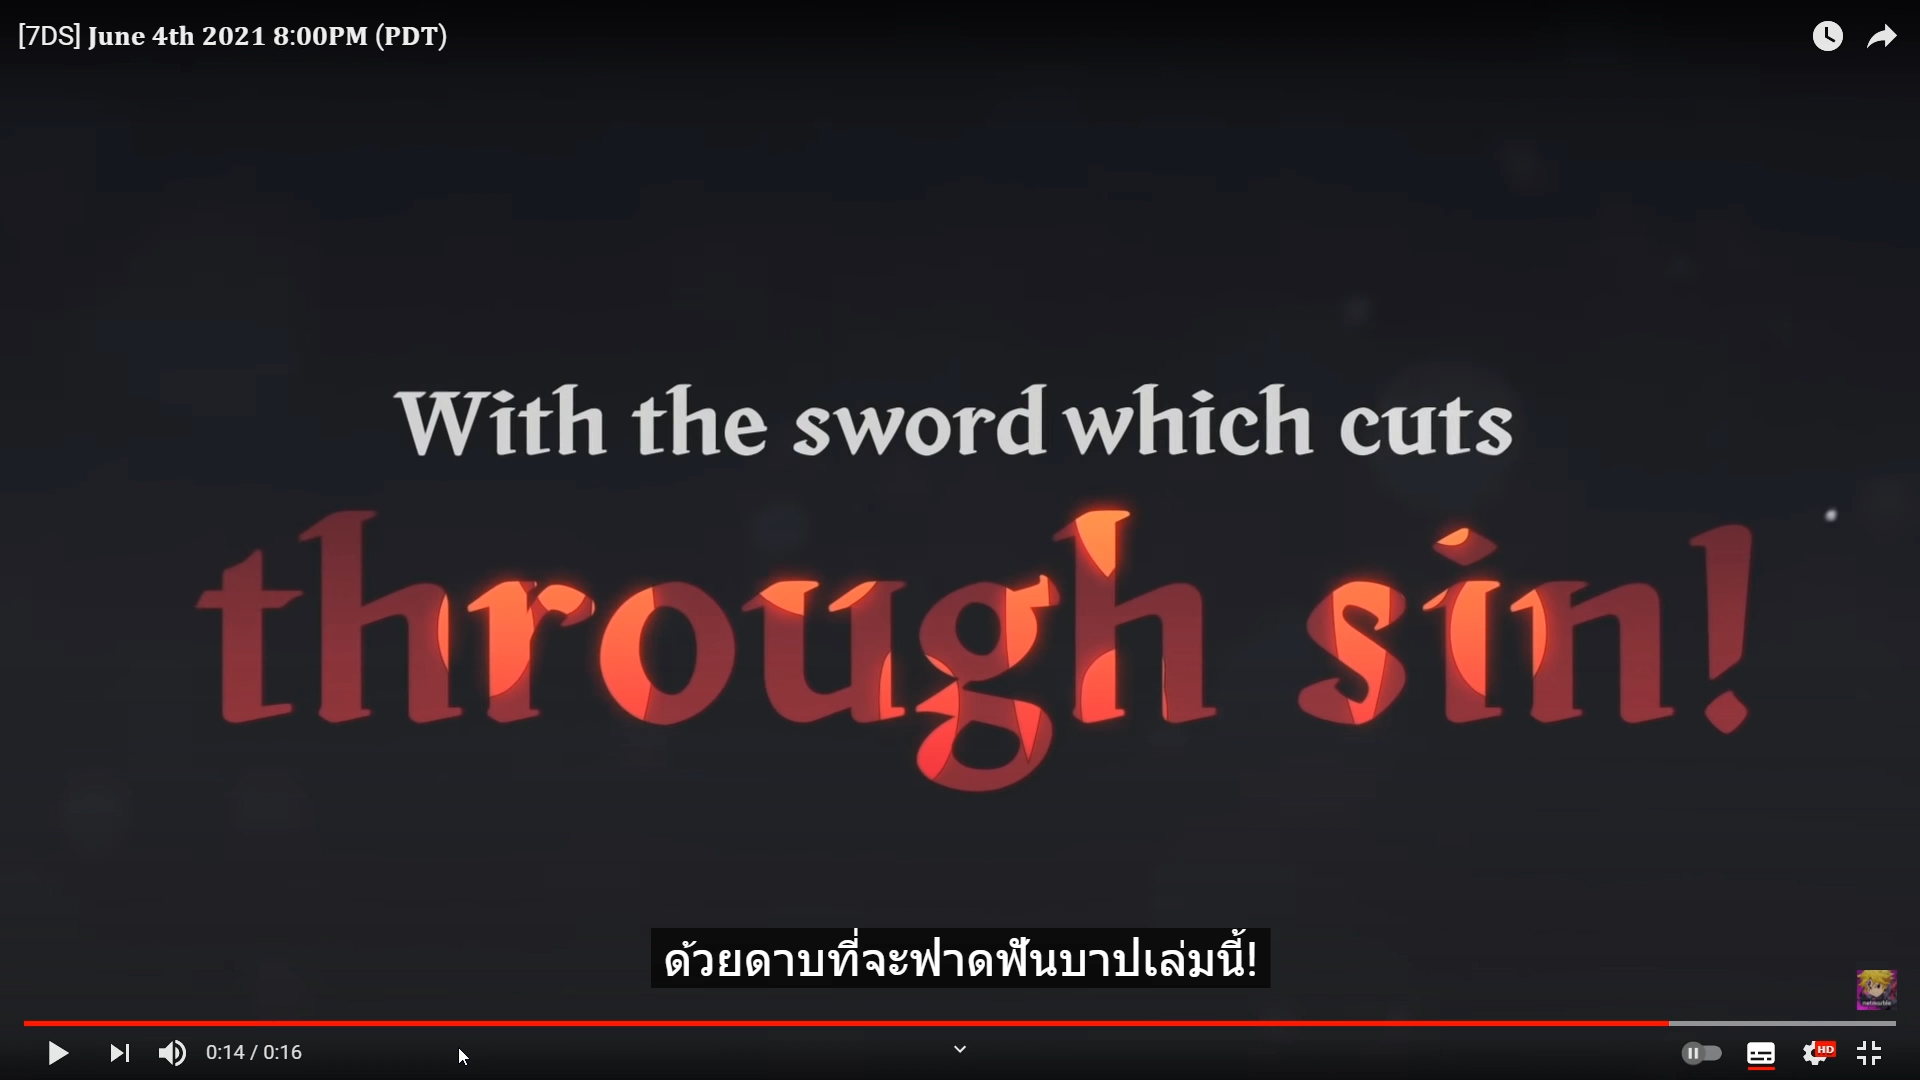 [7DS] June 4th 2021 8:00PM (PDT)
With the sword which cuts
through sin!
ด้วยดาบที่จะฟาดฟันบาปเล่มนี้!
netmarble
0:14 / 0:16
HD